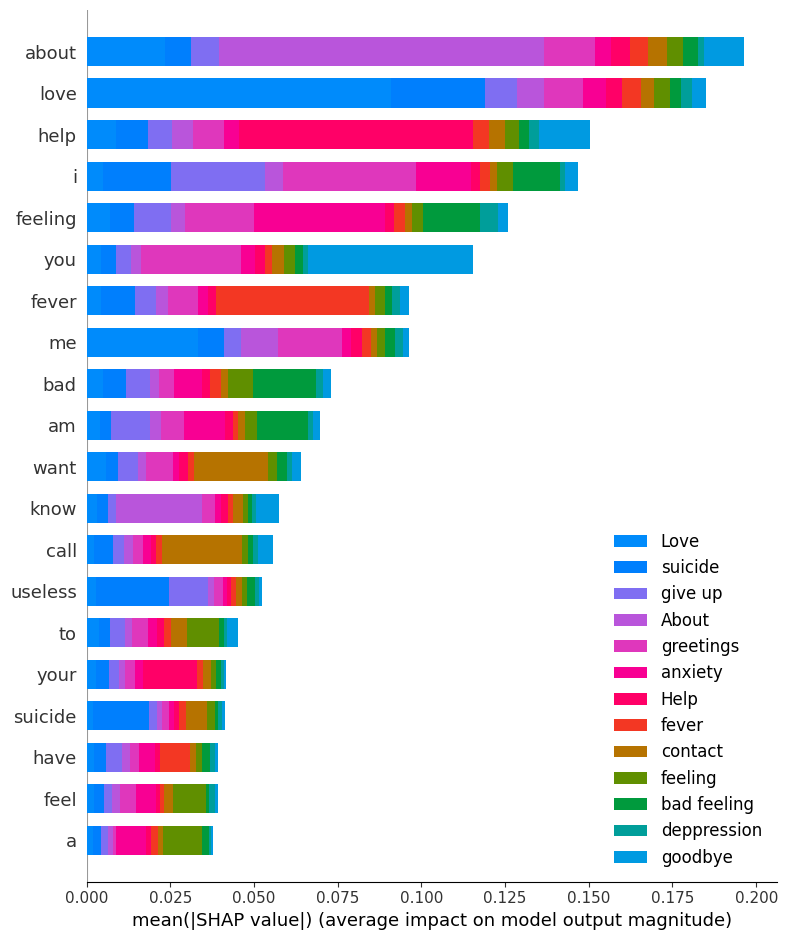 about
love
help
i
feeling
you
fever
me
bad
am
want
know
call
useless
to
your
suicide
have
feel
a
Love
suicide
give up
About
greetings
anxiety
Help
fever
contact
feeling
bad feeling
deppression
goodbye
0.000 0.025 0.050 0.075 0.100 0.125 0.150 0.175 0.200
mean(|SHAP value|) (average impact on model output magnitude)